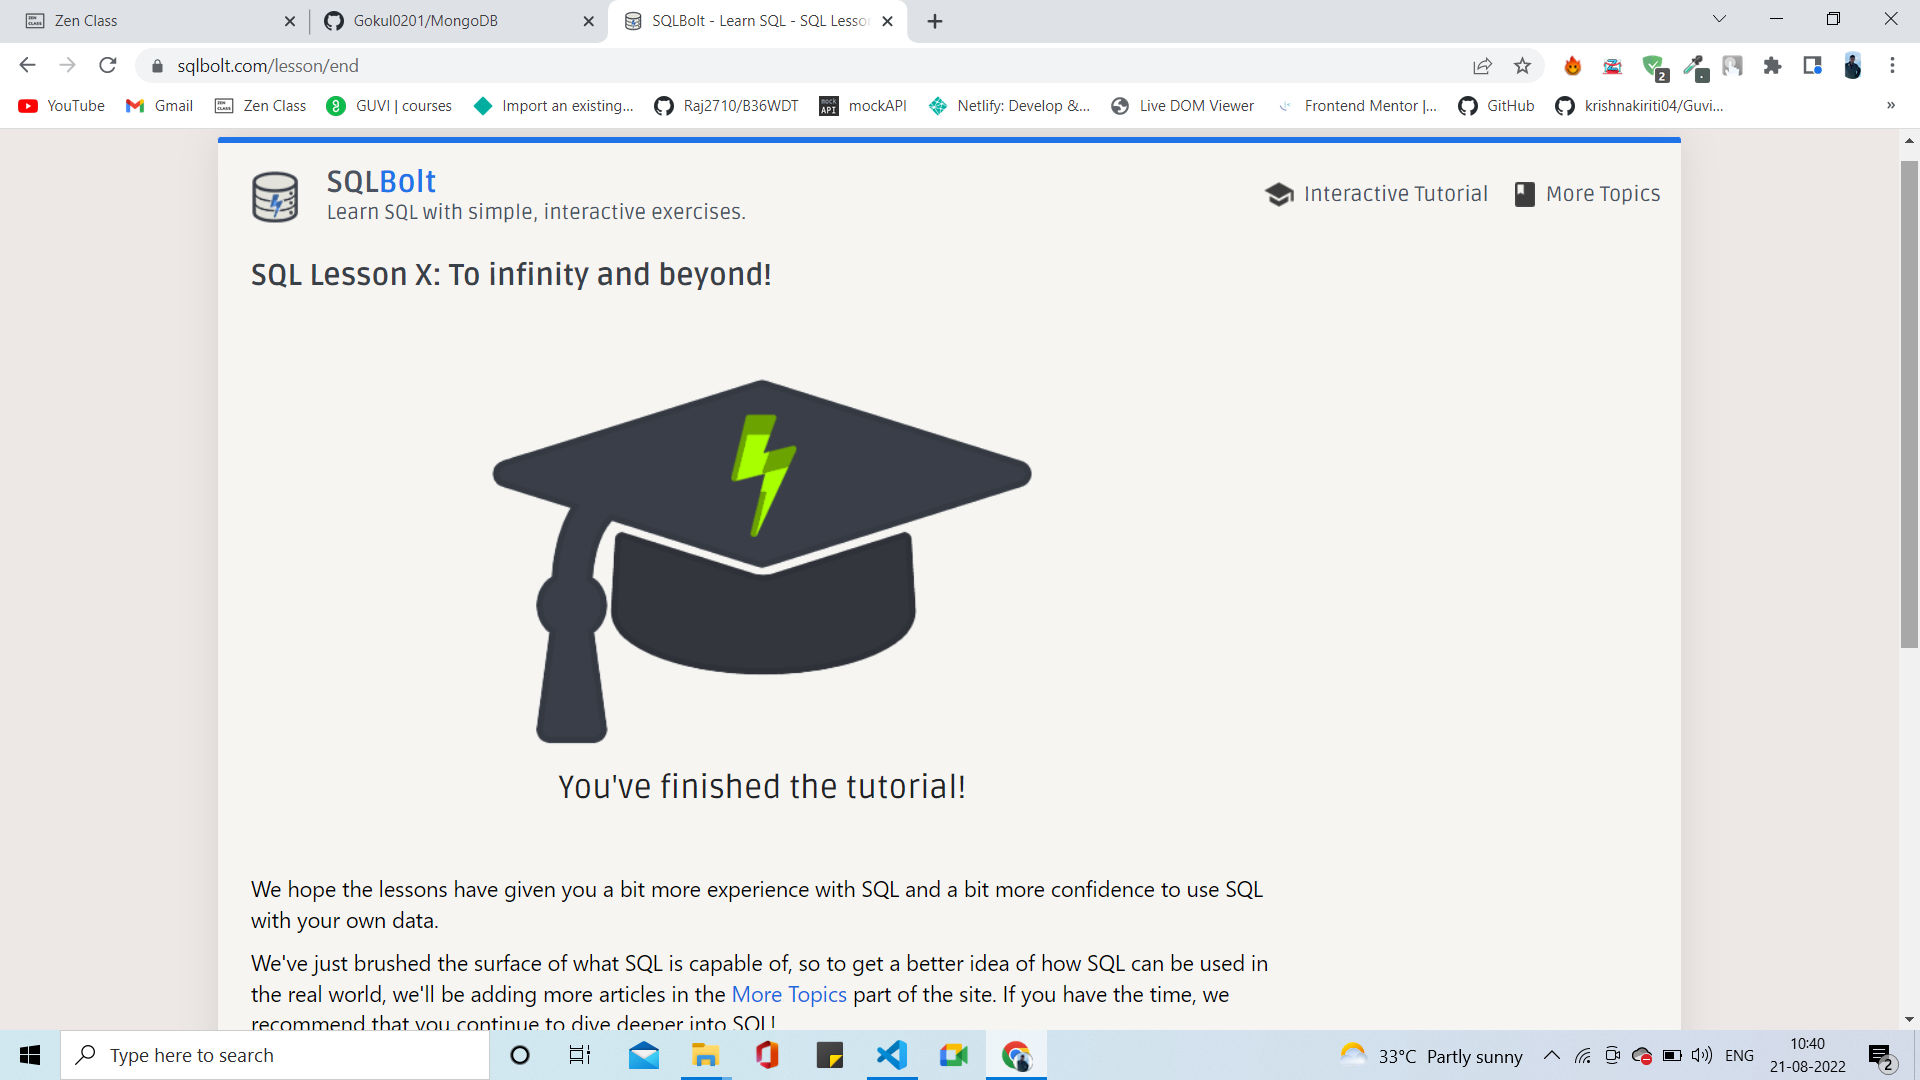 Zen Class
Gokul0201/MongoDB
SQLBolt - Learn SQL - SQL Lesso
sqlbolt.com/lesson/end
2
YouTube
Gmail
Zen Class
GUVI | courses
Import an existing...
Raj2710/B36WDT
mock API
mockAPI
Netlify: Develop &...
Live DOM Viewer
Frontend Mentor |...
GitHub
krishnakiriti04/Guvi...
»
SQLBolt
Learn SQL with simple, interactive exercises.
Interactive Tutorial
More Topics
SQL Lesson X: To infinity and beyond!
You've finished the tutorial!
We hope the lessons have given you a bit more experience with SQL and a bit more confidence to use SQL
with your own data.
We've just brushed the surface of what SQL is capable of, so to get a better idea of how SQL can be used in
the real world, we'll be adding more articles in the More Topics part of the site. If you have the time, we
recommend that you continue to dive deeper into SQL!
Type here to search
33°C Partly sunny
ENG
10:40
21-08-2022
2